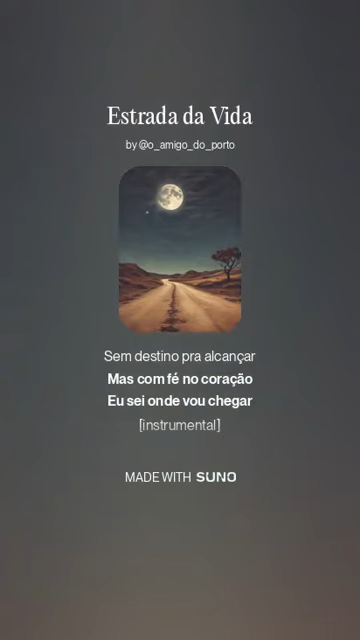 Estrada da Vida
by @o_amigo_do_porto
Sem destino pra alcançar
Mas com fé no coração
Eu sei onde vou chegar
[instrumental]
MADE WITH SUNO